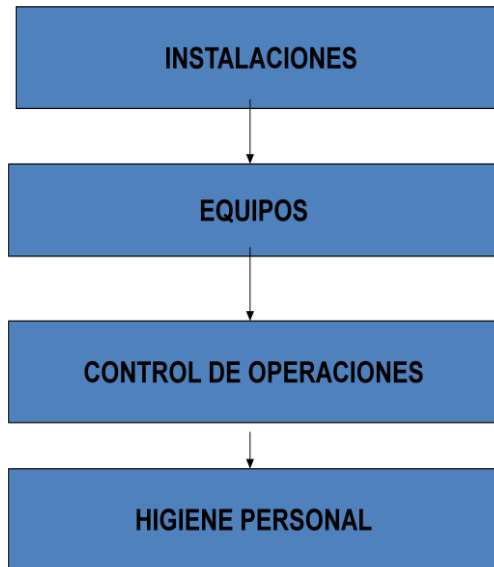 INSTALACIONES
EQUIPOS
CONTROL DE OPERACIONES
HIGIENE PERSONAL